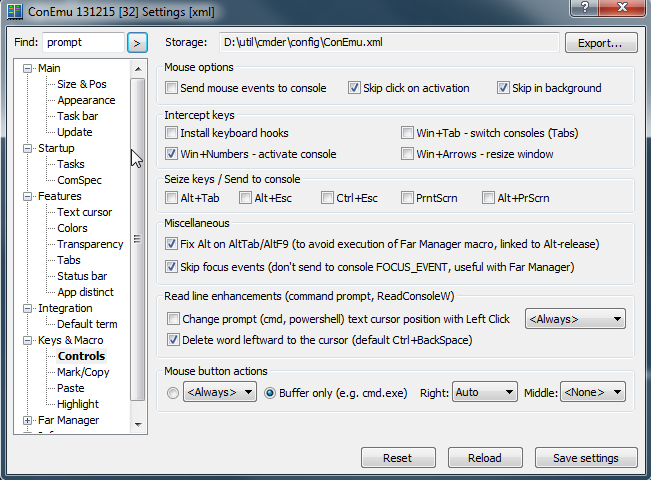 ConEmu 131215 [32] Settings [xml]
Find: prompt > Storage: D:\util\cmder\config\ConEmu.xml Export...
Main
Size & Pos
Appearance
Task bar
Update
Startup
Tasks
ComSpec
Features
Text cursor
Colors
Transparency
Tabs
Status bar
App distinct
Integration
Default term
Keys & Macro
Controls
Mark/Copy
Paste
Highlight
Far Manager
Mouse options
Send mouse events to console Skip click on activation Skip in background
Intercept keys
Install keyboard hooks Win+Tab - switch consoles (Tabs)
Win+Numbers - activate console Win+Arrows - resize window
Seize keys / Send to console
Alt+Tab Alt+Esc Ctrl+Esc PrntScrn Alt+PrScrn
Miscellaneous
Fix Alt on AltTab/AltF9 (to avoid execution of Far Manager macro, linked to Alt-release)
Skip focus events (don't send to console FOCUS_EVENT, useful with Far Manager)
Read line enhancements (command prompt, ReadConsoleW)
Change prompt (cmd, powershell) text cursor position with Left Click <Always>
Delete word leftward to the cursor (default Ctrl+BackSpace)
Mouse button actions
<Always> Buffer only (e.g. cmd.exe) Right: Auto Middle: <None>
Reset Reload Save settings